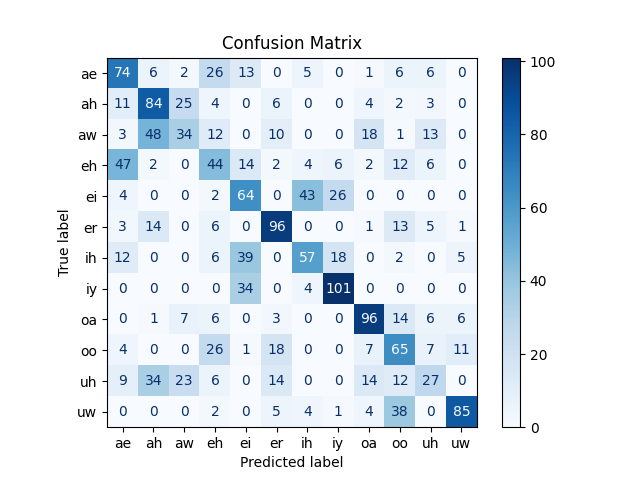 Confusion Matrix
ae 74 6 2 26 13 0 5 0 1 6 6 0
ah 11 84 25 4 0 6 0 0 4 2 3 0
aw 3 48 34 12 0 10 0 0 18 1 13 0
eh 47 2 0 44 14 2 4 6 2 12 6 0
ei 4 0 0 2 64 0 43 26 0 0 0 0
er 3 14 0 6 0 96 0 0 1 13 5 1
ih 12 0 0 6 39 0 57 18 0 2 0 5
iy 0 0 0 0 34 0 4 101 0 0 0 0
oa 0 1 7 6 0 3 0 0 96 14 6 6
oo 4 0 0 26 1 18 0 0 7 65 7 11
uh 9 34 23 6 0 14 0 0 14 12 27 0
uw 0 0 0 2 0 5 4 1 4 38 0 85
ae ah aw eh ei er ih iy oa oo uh uw
True label
Predicted label
100
80
60
40
20
0